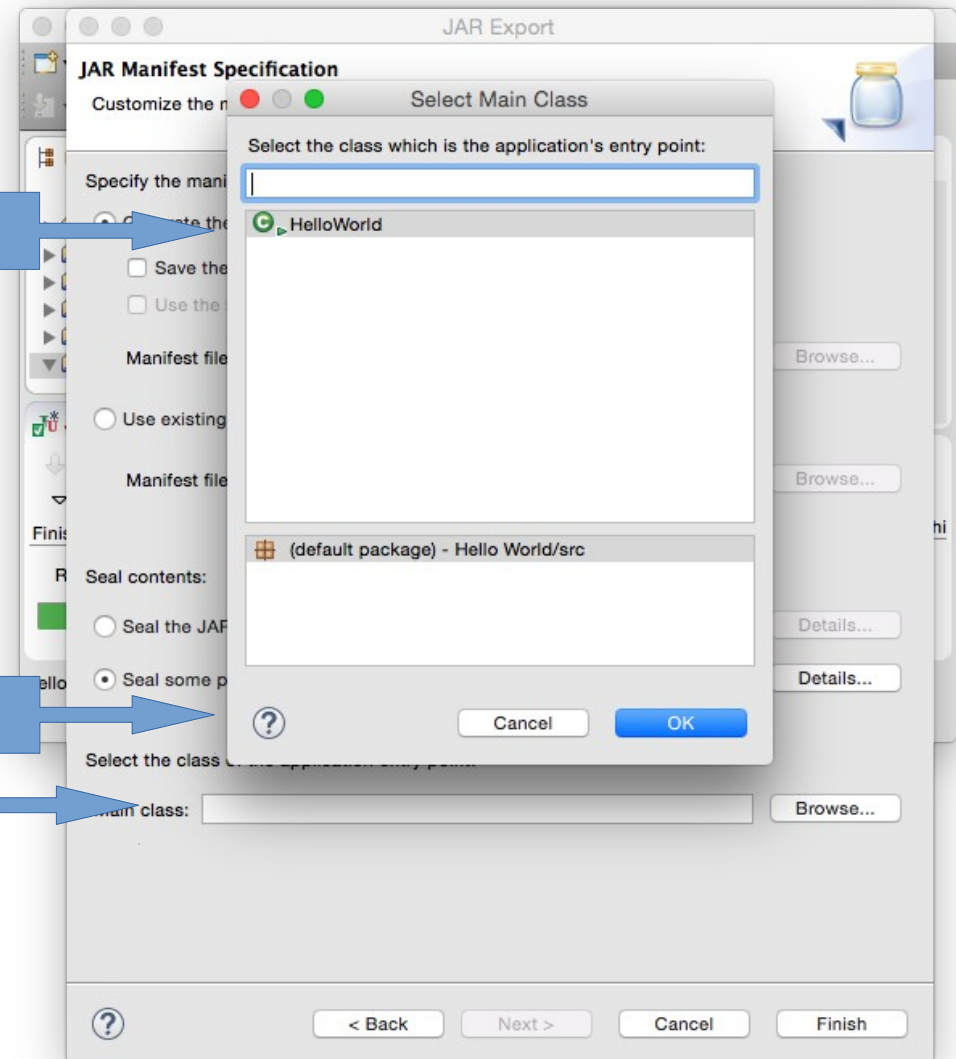 JAR Export
JAR Manifest Specification
Customize the
Select Main Class
Select the class which is the application's entry point:
Specify the
HelloWorld
the
Save the
Use the
Manifest file
Browse...
Use existing
Manifest file
Browse...
(default package) - Hello World/src
Seal contents:
Seal the
Details...
Seal some
Details...
Cancel
OK
Select the class
class:
Browse...
< Back
Next >
Cancel
Finish